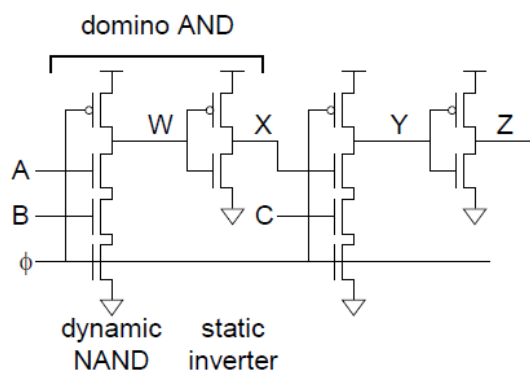 domino AND
W X Y Z
A
B C
ϕ
dynamic static
NAND inverter